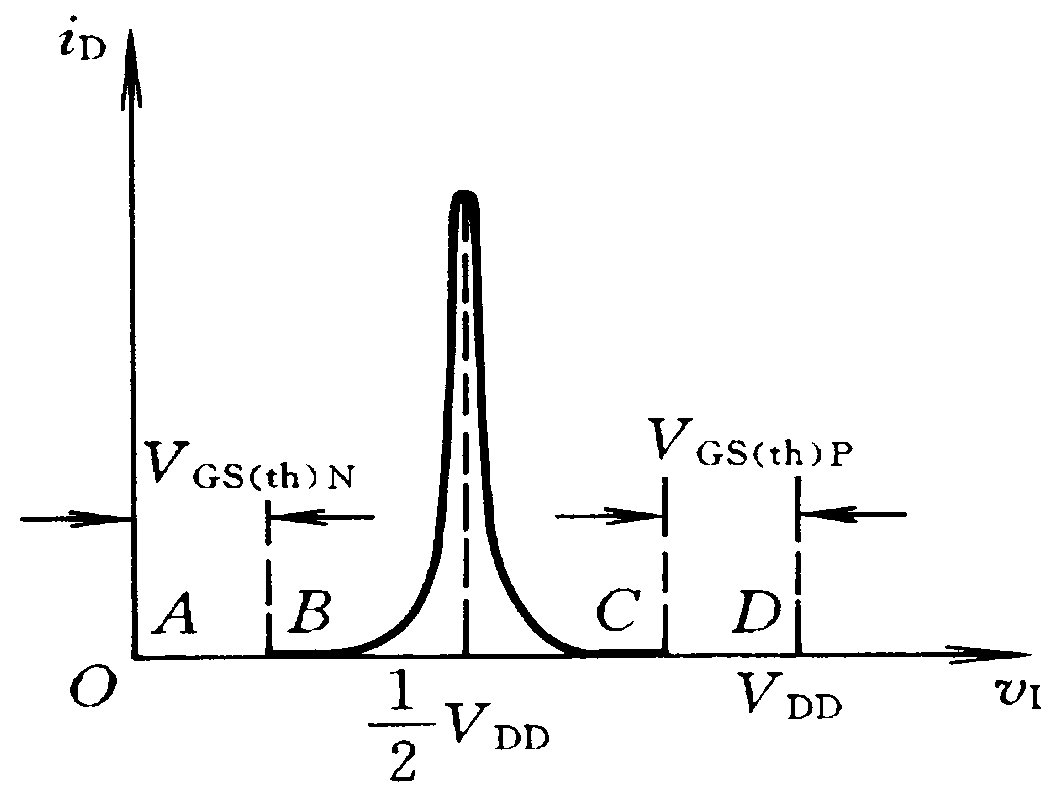 iD
VGS(th)N
VGS(th)P
A B C D
O
1/2 VDD
VDD
vI